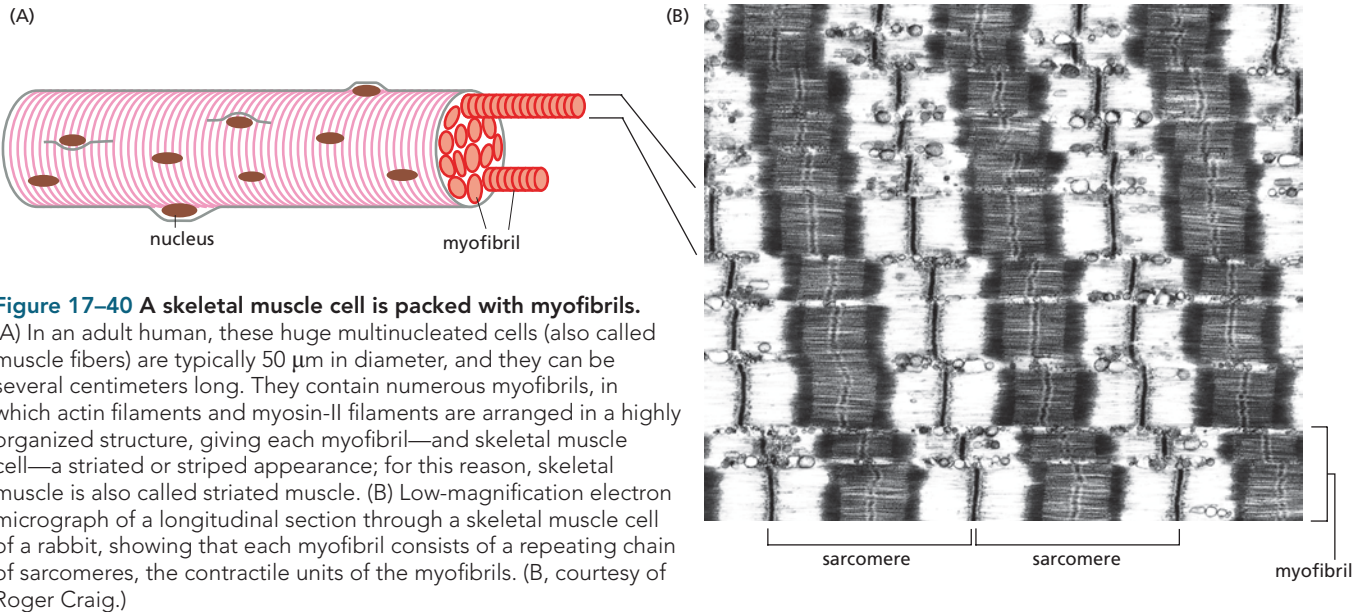 (A)
(B)
nucleus
myofibril
Figure 17–40 A skeletal muscle cell is packed with myofibrils.
(A) In an adult human, these huge multinucleated cells (also called
muscle fibers) are typically 50 μm in diameter, and they can be
several centimeters long. They contain numerous myofibrils, in
which actin filaments and myosin-II filaments are arranged in a highly
organized structure, giving each myofibril—and skeletal muscle
cell—a striated or striped appearance; for this reason, skeletal
muscle is also called striated muscle. (B) Low-magnification electron
micrograph of a longitudinal section through a skeletal muscle cell
of a rabbit, showing that each myofibril consists of a repeating chain
of sarcomeres, the contractile units of the myofibrils. (B, courtesy of
Roger Craig.)
sarcomere
sarcomere
myofibril